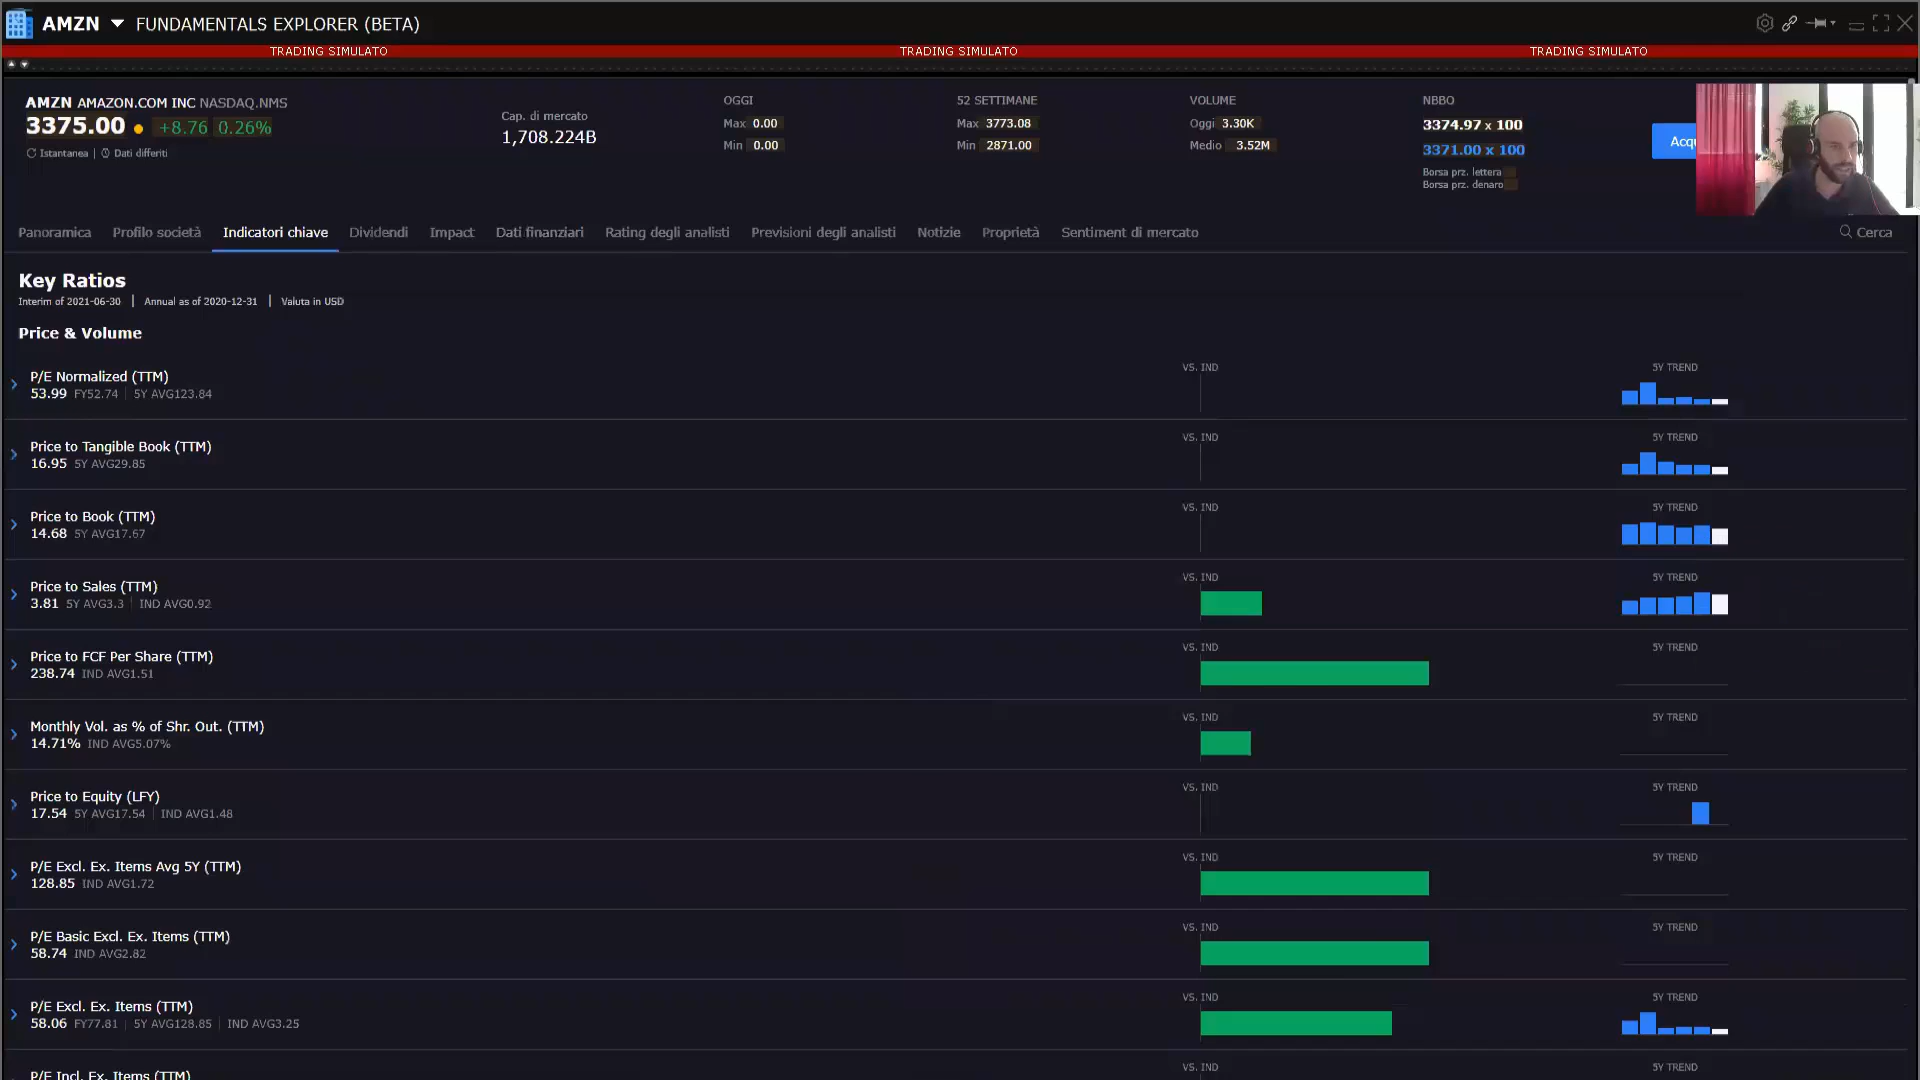 AMZN FUNDAMENTALS EXPLORER (BETA)
TRADING SIMULATO TRADING SIMULATO TRADING SIMULATO
AMZN AMAZON.COM INC NASDAQ.NMS
3375.00 +8.76 0.26%
Istantanea | Dati differiti
Cap. di mercato
1,708.224B
OGGI
Max 0.00
Min 0.00
52 SETTIMANE
Max 3773.08
Min 2871.00
VOLUME
Oggi 3.30K
Medio 3.52M
NBBO
3374.97 x 100
3371.00 x 100
Borsa prz. lettera
Borsa prz. denaro
Acqu
Panoramica Profilo società Indicatori chiave Dividendi Impact Dati finanziari Rating degli analisti Previsioni degli analisti Notizie Proprietà Sentiment di mercato Cerca
Key Ratios
Interim of 2021-06-30 | Annual as of 2020-12-31 | Valuta in USD
Price & Volume
VS. IND 5Y TREND
P/E Normalized (TTM)
53.99 FY52.74 | 5Y AVG123.84
VS. IND 5Y TREND
Price to Tangible Book (TTM)
16.95 5Y AVG29.85
VS. IND 5Y TREND
Price to Book (TTM)
14.68 5Y AVG17.67
VS. IND 5Y TREND
Price to Sales (TTM)
3.81 5Y AVG3.3 | IND AVG0.92
VS. IND 5Y TREND
Price to FCF Per Share (TTM)
238.74 IND AVG1.51
VS. IND 5Y TREND
Monthly Vol. as % of Shr. Out. (TTM)
14.71% IND AVG5.07%
VS. IND 5Y TREND
Price to Equity (LFY)
17.54 5Y AVG17.54 | IND AVG1.48
VS. IND 5Y TREND
P/E Excl. Ex. Items Avg 5Y (TTM)
128.85 IND AVG1.72
VS. IND 5Y TREND
P/E Basic Excl. Ex. Items (TTM)
58.74 IND AVG2.82
VS. IND 5Y TREND
P/E Excl. Ex. Items (TTM)
58.06 FY77.81 | 5Y AVG128.85 | IND AVG3.25
VS. IND 5Y TREND
P/E Incl. Ex. Items (TTM)